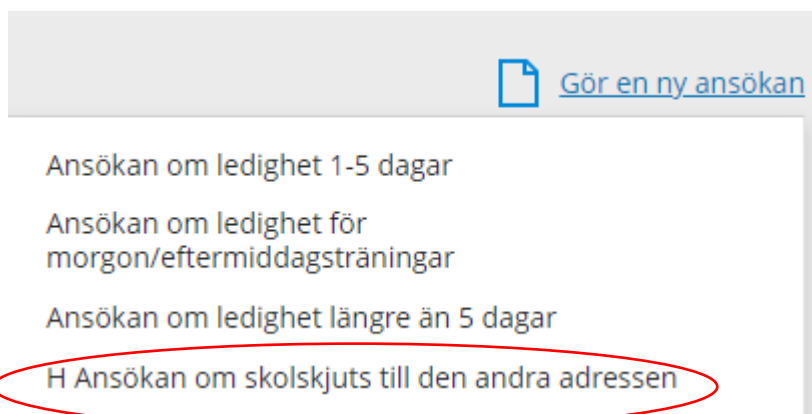 Gör en ny ansökan
Ansökan om ledighet 1-5 dagar
Ansökan om ledighet för
morgon/eftermiddagsträningar
Ansökan om ledighet längre än 5 dagar
H Ansökan om skolskjuts till den andra adressen